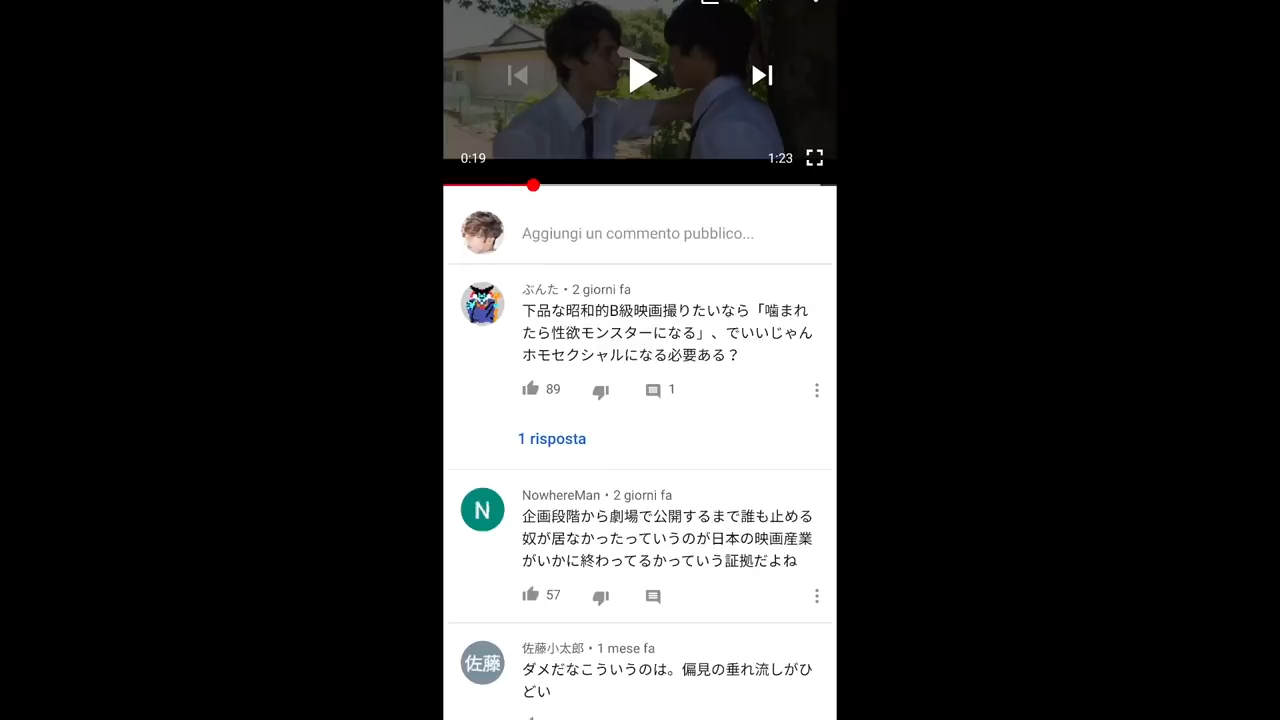 0:19
1:23
Aggiungi un commento pubblico...
ぶんた • 2 giorni fa
下品な昭和的B級映画撮りたいなら「噛まれ
たら性欲モンスターになる」、でいいじゃん
ホモセクシャルになる必要ある？
89
1
1 risposta
N
NowhereMan • 2 giorni fa
企画段階から劇場で公開するまで誰も止める
奴が居なかったっていうのが日本の映画産業
がいかに終わってるかっていう証拠だよね
57
佐藤
佐藤小太郎 • 1 mese fa
ダメだなこういうのは。偏見の垂れ流しがひ
どい